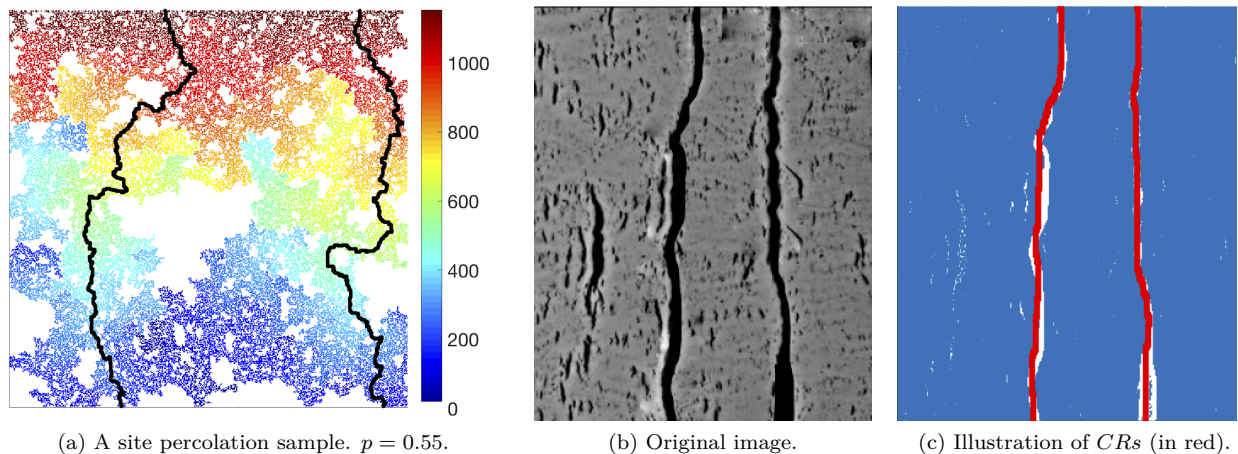 1000
800
600
400
200
0
(a) A site percolation sample. p = 0.55.
(b) Original image.
(c) Illustration of CRs (in red).